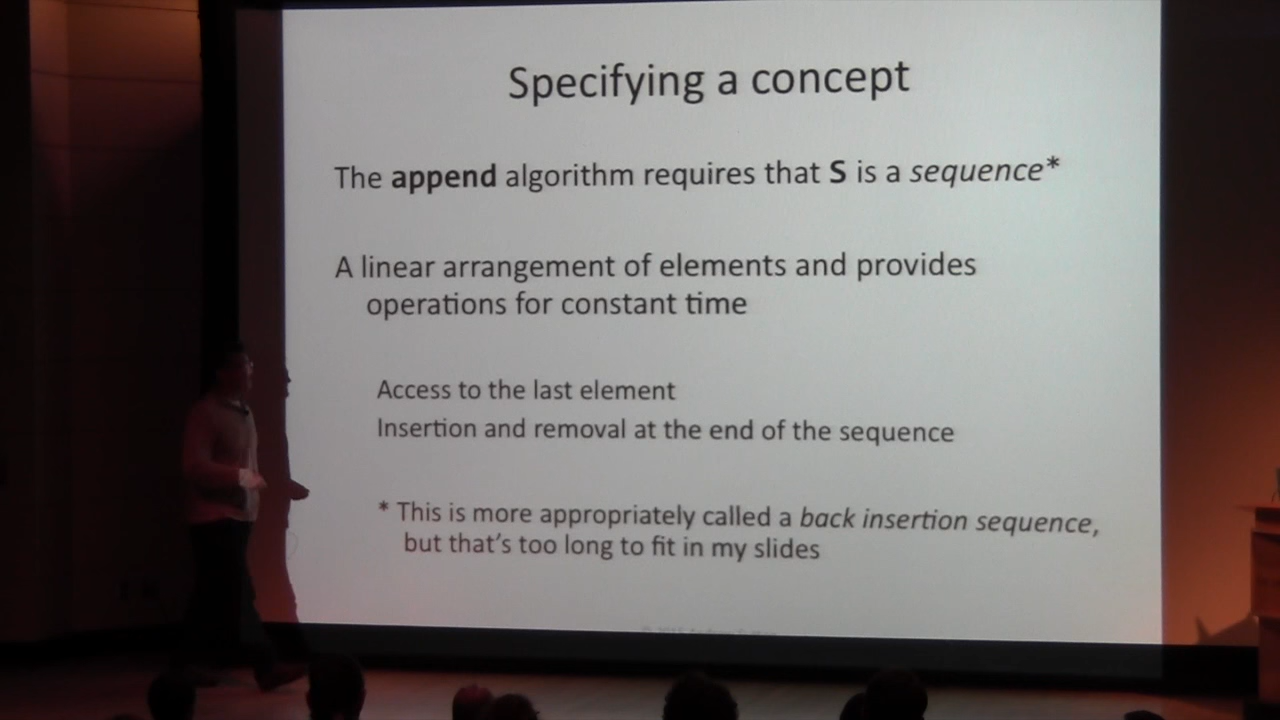 Specifying a concept
The append algorithm requires that S is a sequence*
A linear arrangement of elements and provides
operations for constant time
Access to the last element
Insertion and removal at the end of the sequence
* This is more appropriately called a back insertion sequence,
but that's too long to fit in my slides